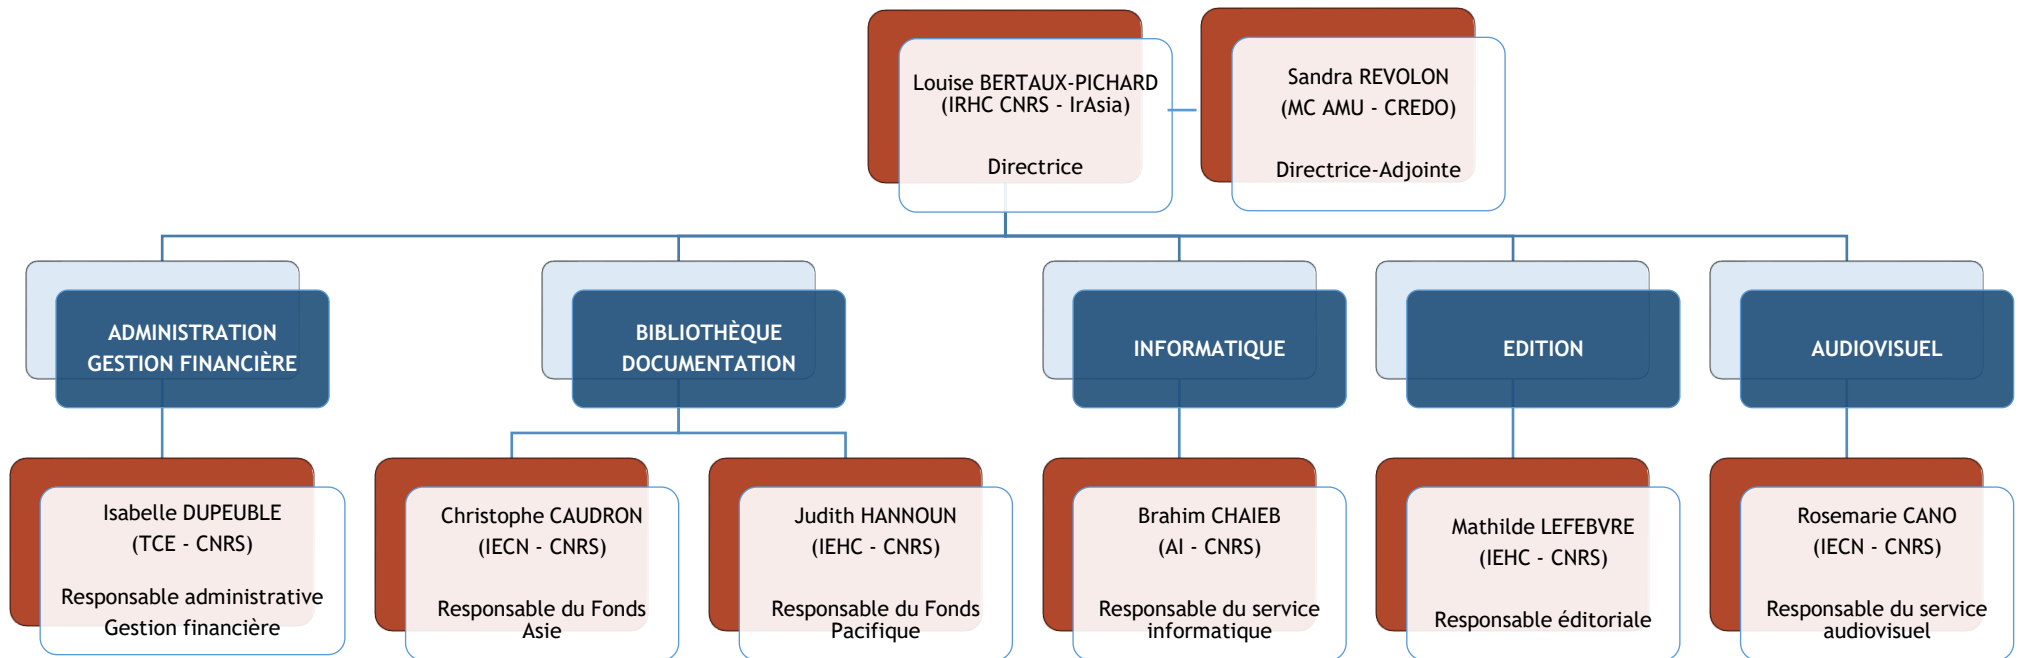 Louise BERTAUX-PICHARD
(IRHC CNRS - IrAsia)
Directrice
Sandra REVOLON
(MC AMU - CREDO)
Directrice-Adjointe
ADMINISTRATION
GESTION FINANCIÈRE
BIBLIOTHÈQUE
DOCUMENTATION
INFORMATIQUE
EDITION
AUDIOVISUEL
Isabelle DUPEUBLE
(TCE - CNRS)
Responsable administrative
Gestion financière
Christophe CAUDRON
(IECN - CNRS)
Responsable du Fonds
Asie
Judith HANNOUN
(IEHC - CNRS)
Responsable du Fonds
Pacifique
Brahim CHAIEB
(AI - CNRS)
Responsable du service
informatique
Mathilde LEFEBVRE
(IEHC - CNRS)
Responsable éditoriale
Rosemarie CANO
(IECN - CNRS)
Responsable du service
audiovisuel